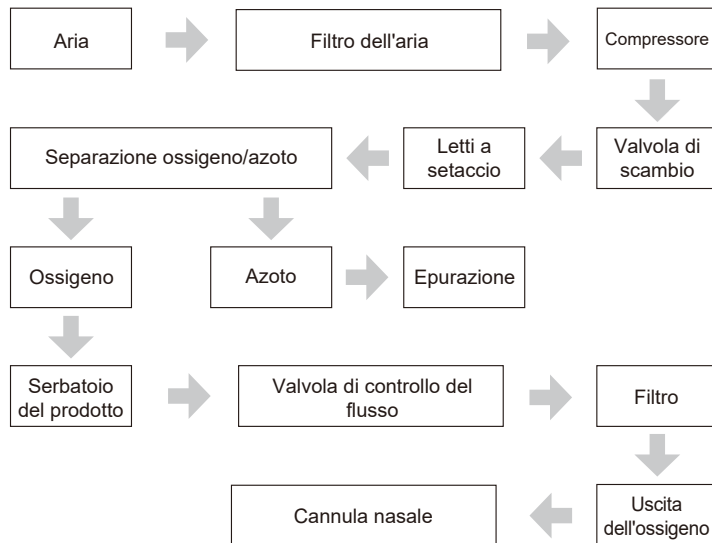 Aria
Filtro dell'aria
Compressore
Separazione ossigeno/azoto
Letti a
setaccio
Valvola di
scambio
Ossigeno
Azoto
Epurazione
Serbatoio
del prodotto
Valvola di controllo del
flusso
Filtro
Cannula nasale
Uscita
dell'ossigeno